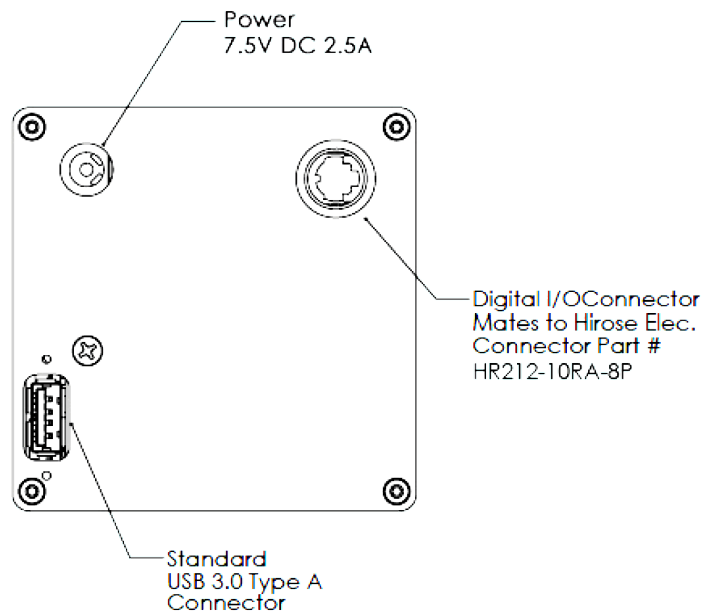 Power
7.5V DC 2.5A
Digital I/OConnector
Mates to Hirose Elec.
Connector Part #
HR212-10RA-8P
Standard
USB 3.0 Type A
Connector